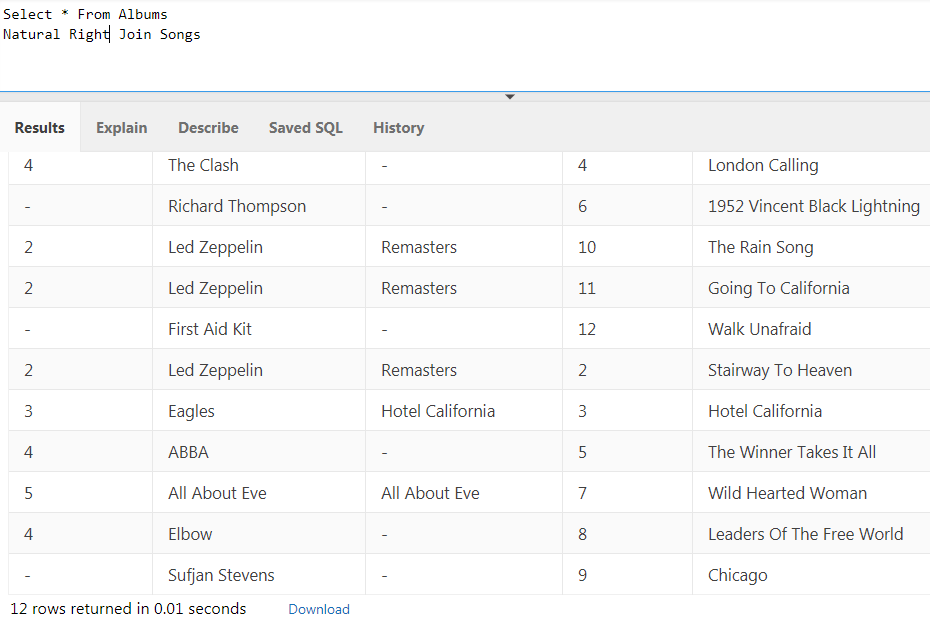 Select * From Albums
Natural Right Join Songs
Results Explain Describe Saved SQL History
4 The Clash - 4 London Calling
- Richard Thompson - 6 1952 Vincent Black Lightning
2 Led Zeppelin Remasters 10 The Rain Song
2 Led Zeppelin Remasters 11 Going To California
- First Aid Kit - 12 Walk Unafraid
2 Led Zeppelin Remasters 2 Stairway To Heaven
3 Eagles Hotel California 3 Hotel California
4 ABBA - 5 The Winner Takes It All
5 All About Eve All About Eve 7 Wild Hearted Woman
4 Elbow - 8 Leaders Of The Free World
- Sufjan Stevens - 9 Chicago
12 rows returned in 0.01 seconds Download